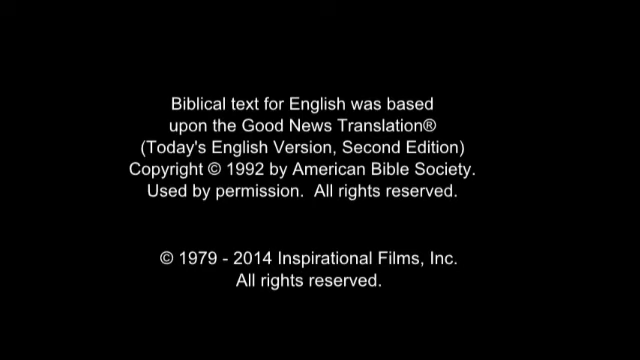 Biblical text for English was based
upon the Good News Translation®
(Today's English Version, Second Edition)
Copyright © 1992 by American Bible Society.
Used by permission.  All rights reserved.
© 1979 - 2014 Inspirational Films, Inc.
All rights reserved.